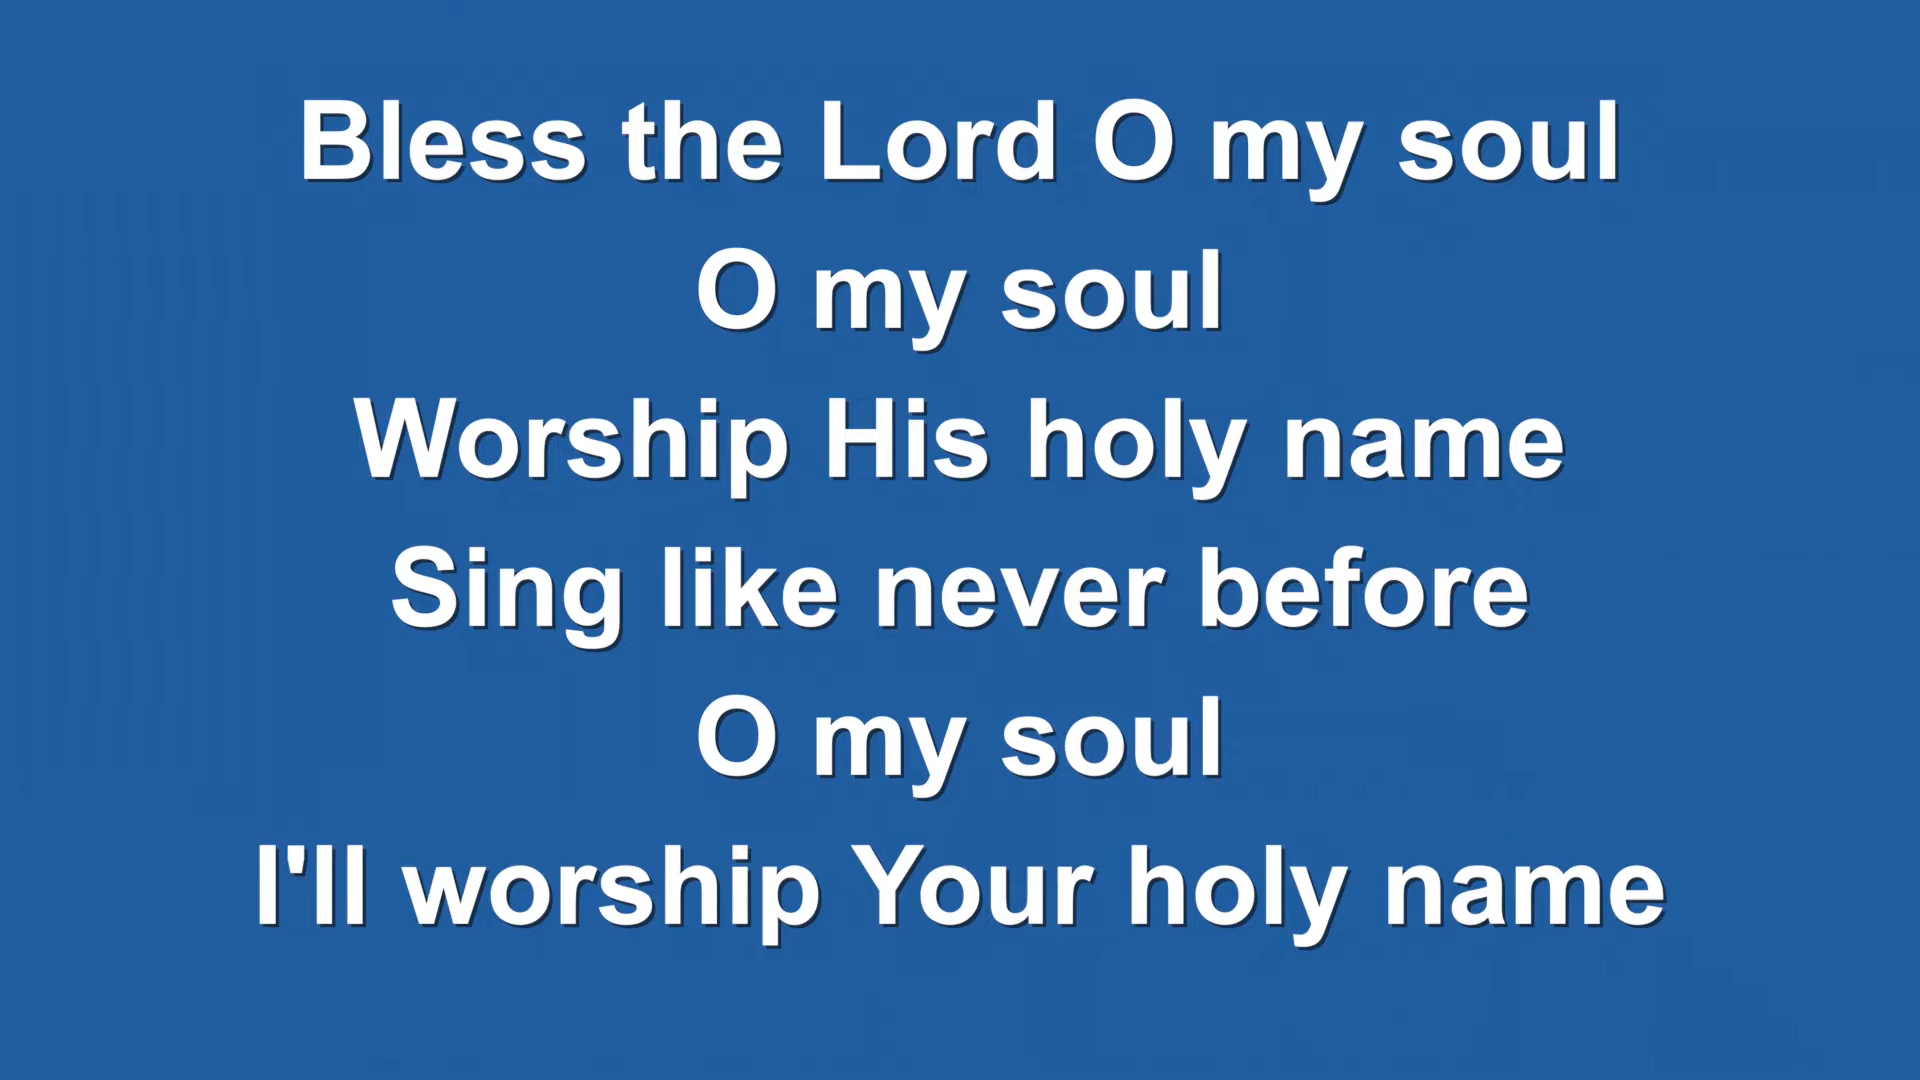 Bless the Lord O my soul
O my soul
Worship His holy name
Sing like never before
O my soul
I'll worship Your holy name